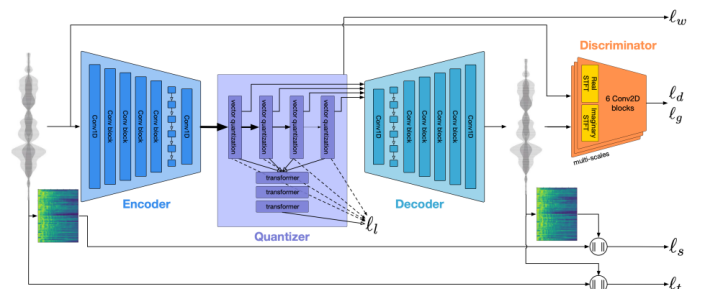 ℓw
Discriminator
Conv1D
Conv block
Conv block
Conv block
Conv block
Conv1D
Encoder
vector quantization
vector quantization
vector quantization
vector quantization
transformer
transformer
transformer
ℓl
Quantizer
Conv1D
Conv block
Conv block
Conv block
Conv block
Conv1D
Decoder
Real STFT
Imaginary STFT
6 Conv2D
blocks
multi-scales
ℓd
ℓg
|| ||
ℓs
|| ||
ℓt